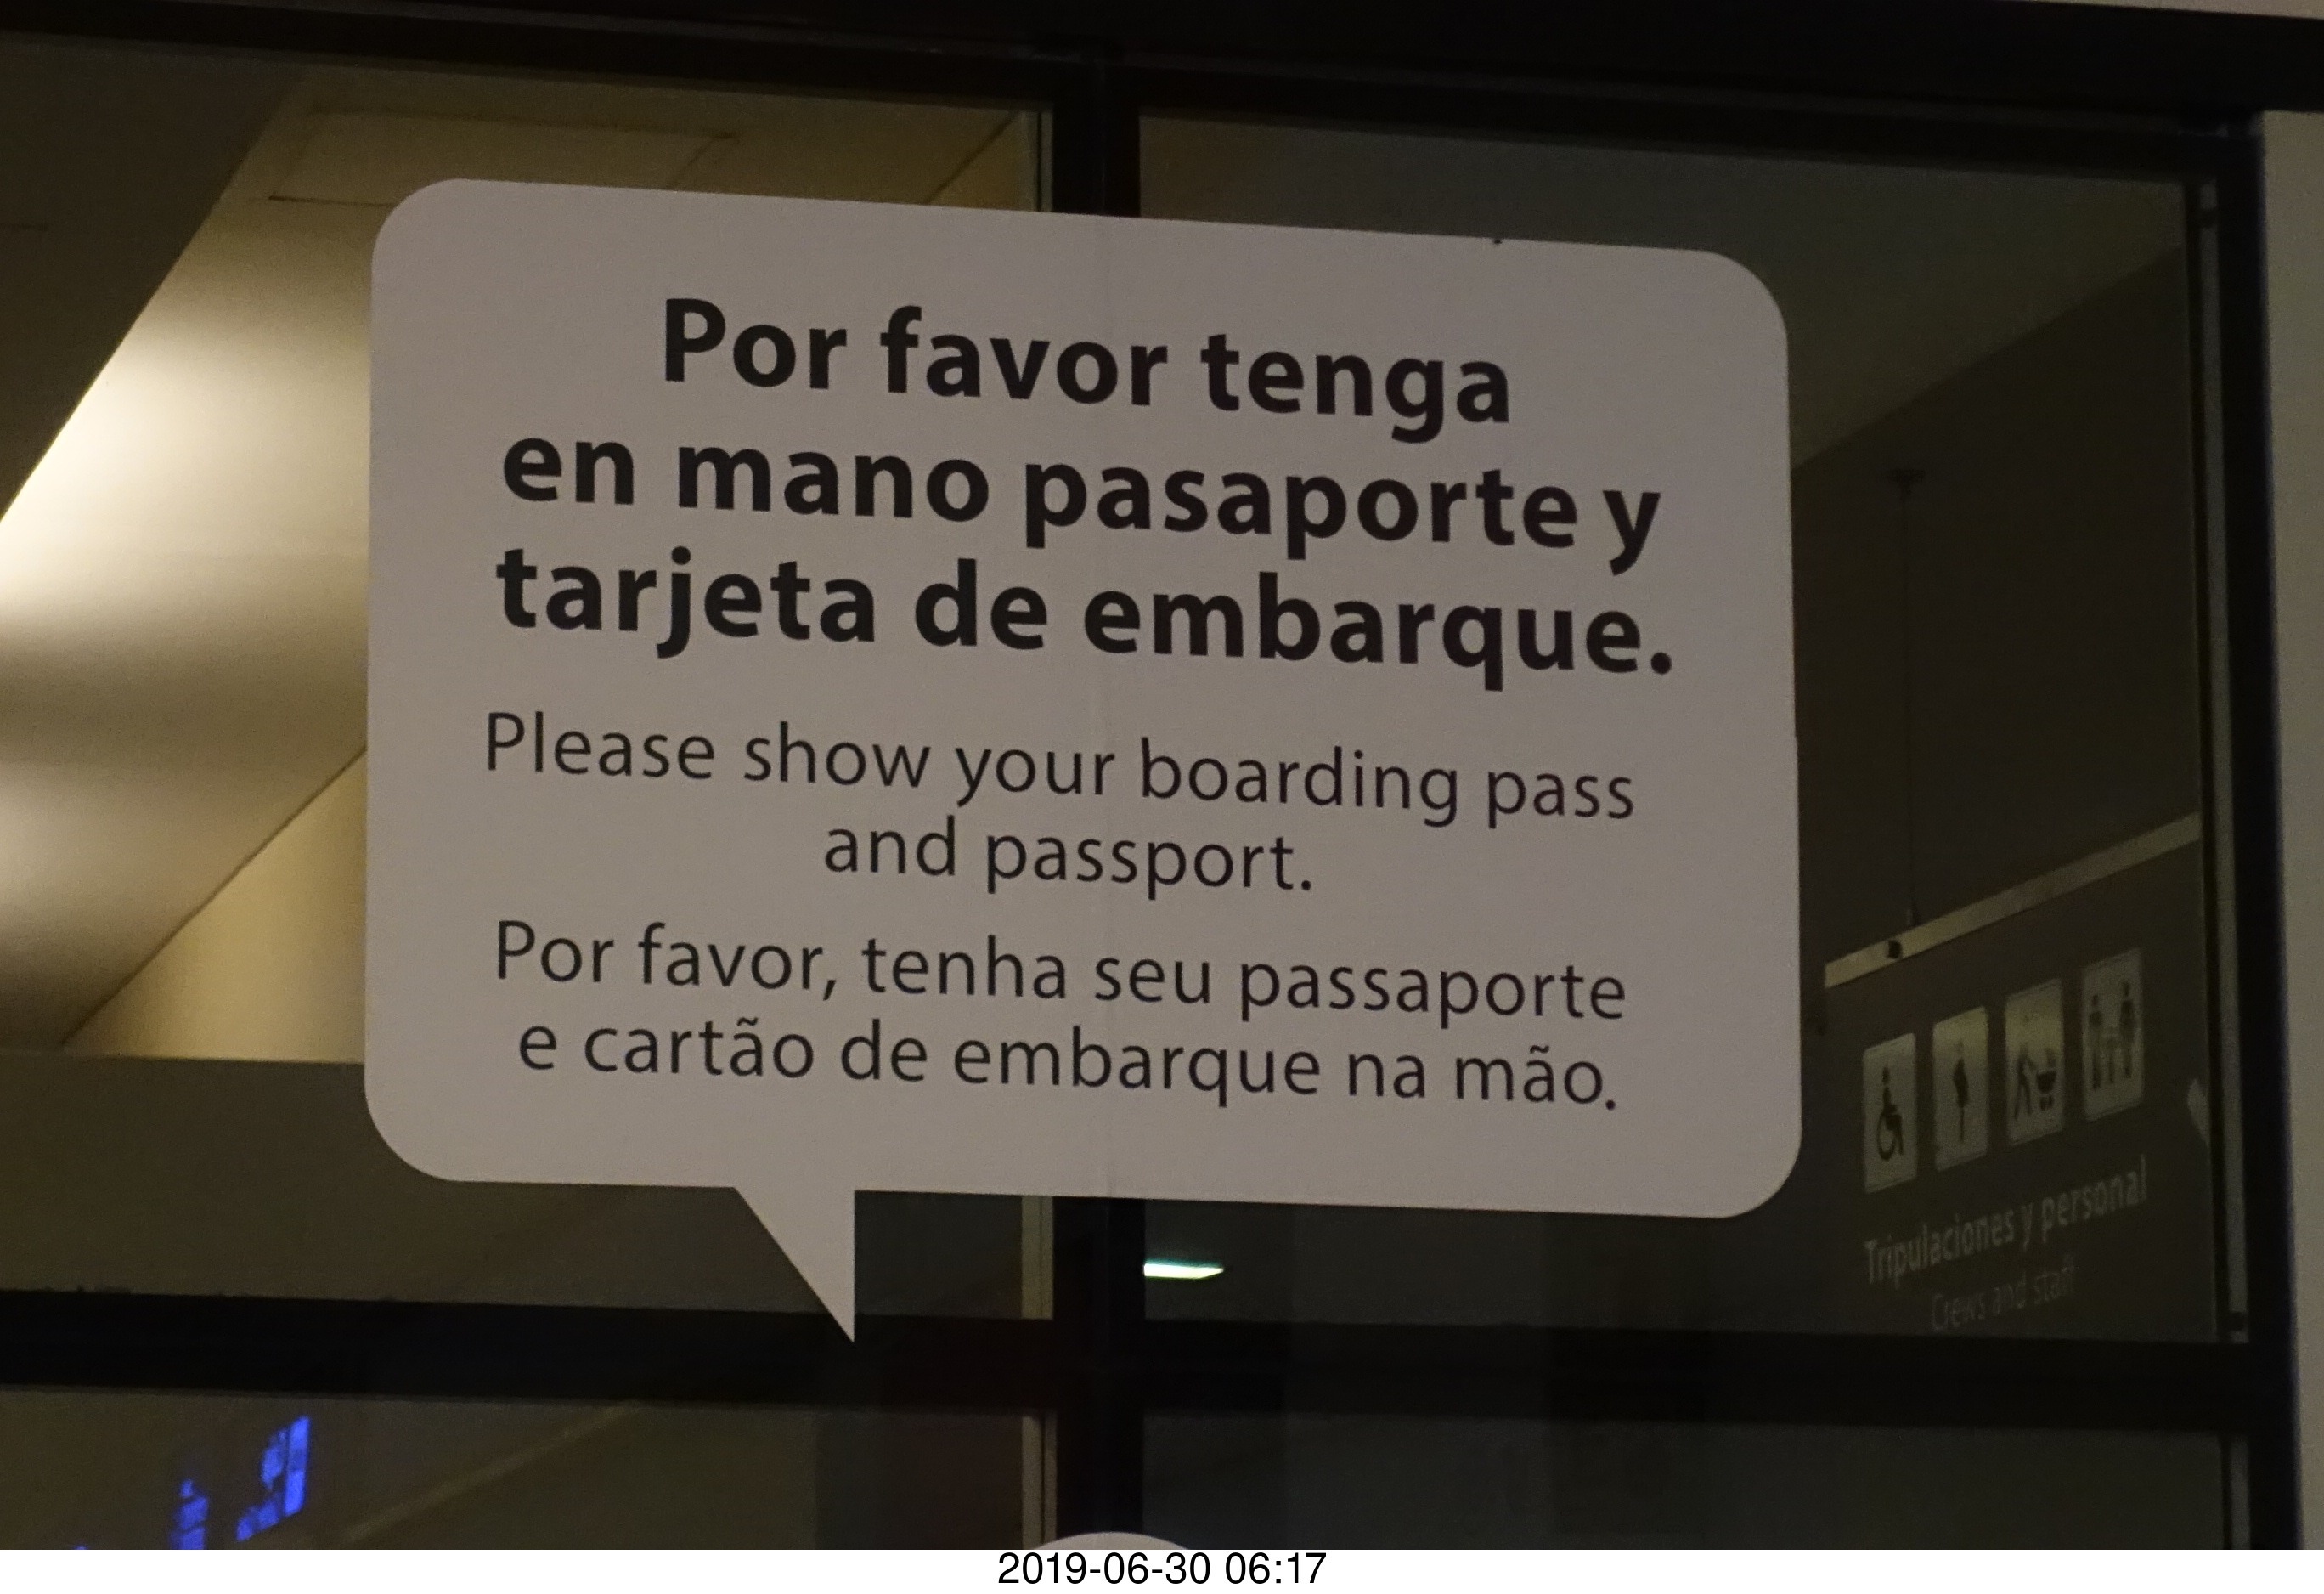 Por favor tenga
en mano pasaporte y
tarjeta de embarque.
Please show your boarding pass
and passport.
Por favor, tenha seu passaporte
e cartão de embarque na mão.
Tripulaciones y personal
Crews and staff
2019-06-30 06:17